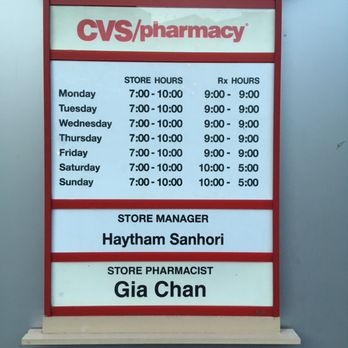 CVS/pharmacy
STORE HOURS Rx HOURS
Monday 7:00 - 10:00 9:00 - 9:00
Tuesday 7:00 - 10:00 9:00 - 9:00
Wednesday 7:00 - 10:00 9:00 - 9:00
Thursday 7:00 - 10:00 9:00 - 9:00
Friday 7:00 - 10:00 9:00 - 9:00
Saturday 7:00 - 10:00 10:00 - 5:00
Sunday 7:00 - 10:00 10:00 - 5:00
STORE MANAGER
Haytham Sanhori
STORE PHARMACIST
Gia Chan